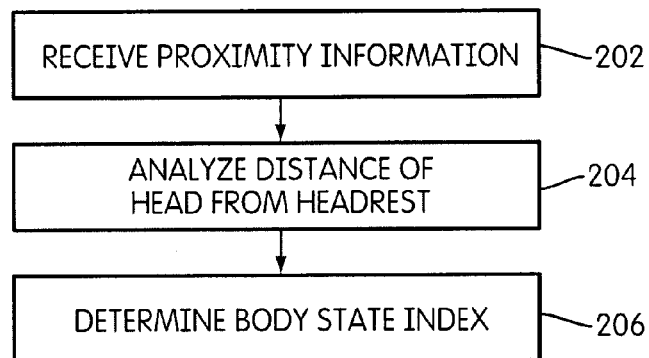 RECEIVE PROXIMITY INFORMATION
202
ANALYZE DISTANCE OF
HEAD FROM HEADREST
204
DETERMINE BODY STATE INDEX
206